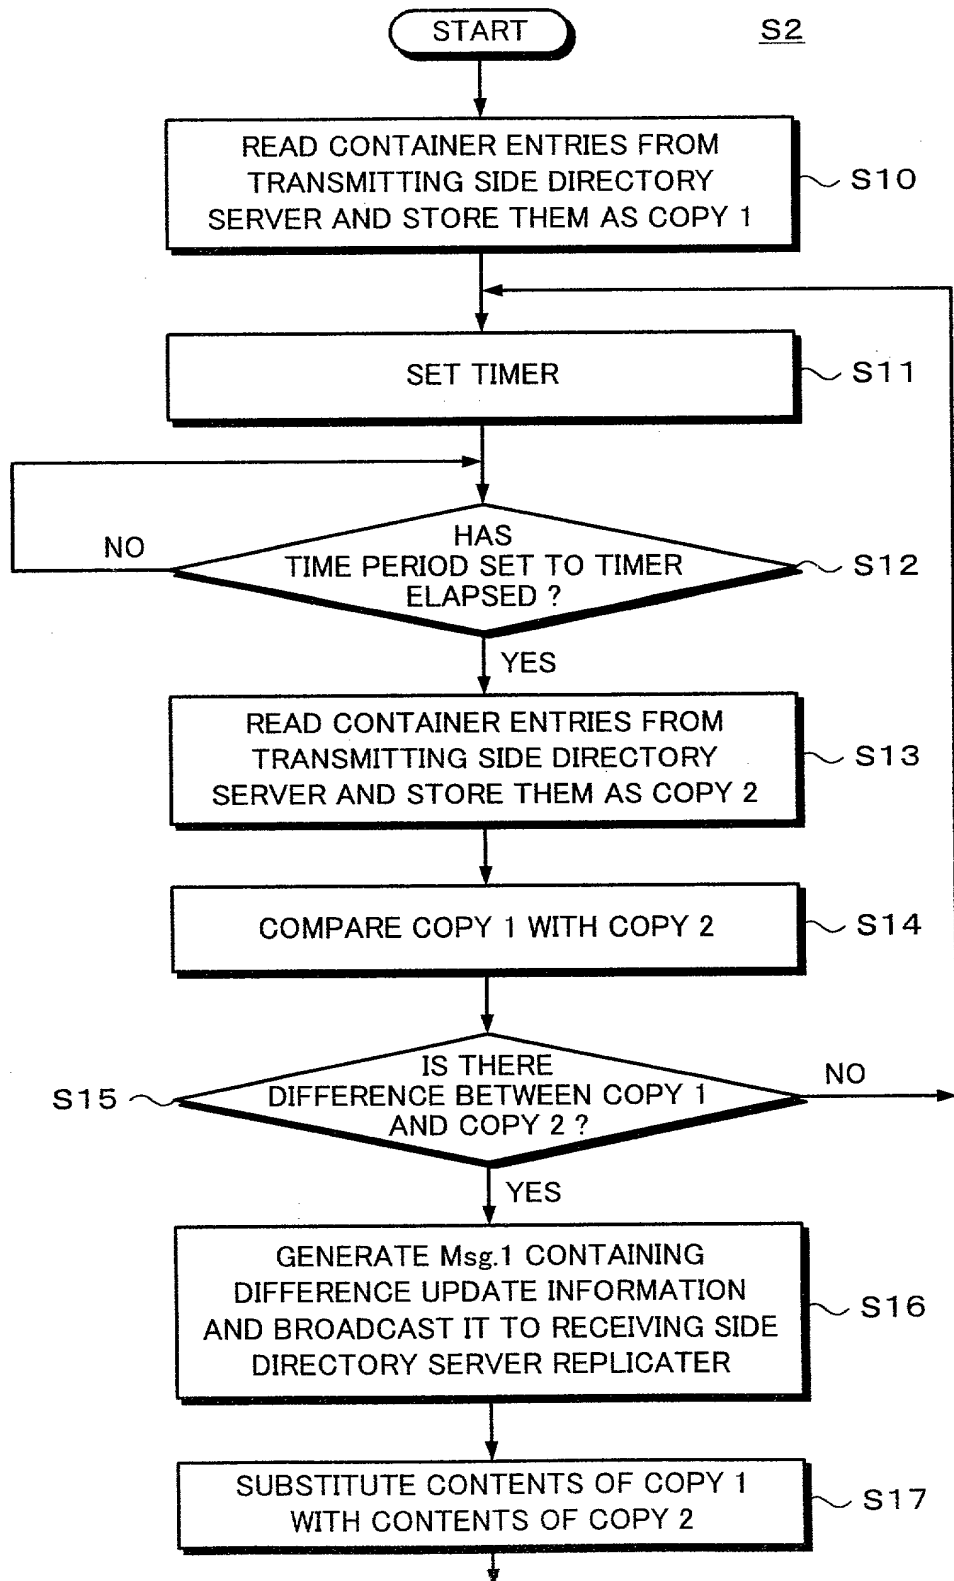 START
S2
READ CONTAINER ENTRIES FROM
TRANSMITTING SIDE DIRECTORY
SERVER AND STORE THEM AS COPY 1
S10
SET TIMER
S11
HAS
TIME PERIOD SET TO TIMER
ELAPSED ?
S12
NO
YES
READ CONTAINER ENTRIES FROM
TRANSMITTING SIDE DIRECTORY
SERVER AND STORE THEM AS COPY 2
S13
COMPARE COPY 1 WITH COPY 2
S14
IS THERE
DIFFERENCE BETWEEN COPY 1
AND COPY 2 ?
S15
NO
YES
GENERATE Msg.1 CONTAINING
DIFFERENCE UPDATE INFORMATION
AND BROADCAST IT TO RECEIVING SIDE
DIRECTORY SERVER REPLICATER
S16
SUBSTITUTE CONTENTS OF COPY 1
WITH CONTENTS OF COPY 2
S17